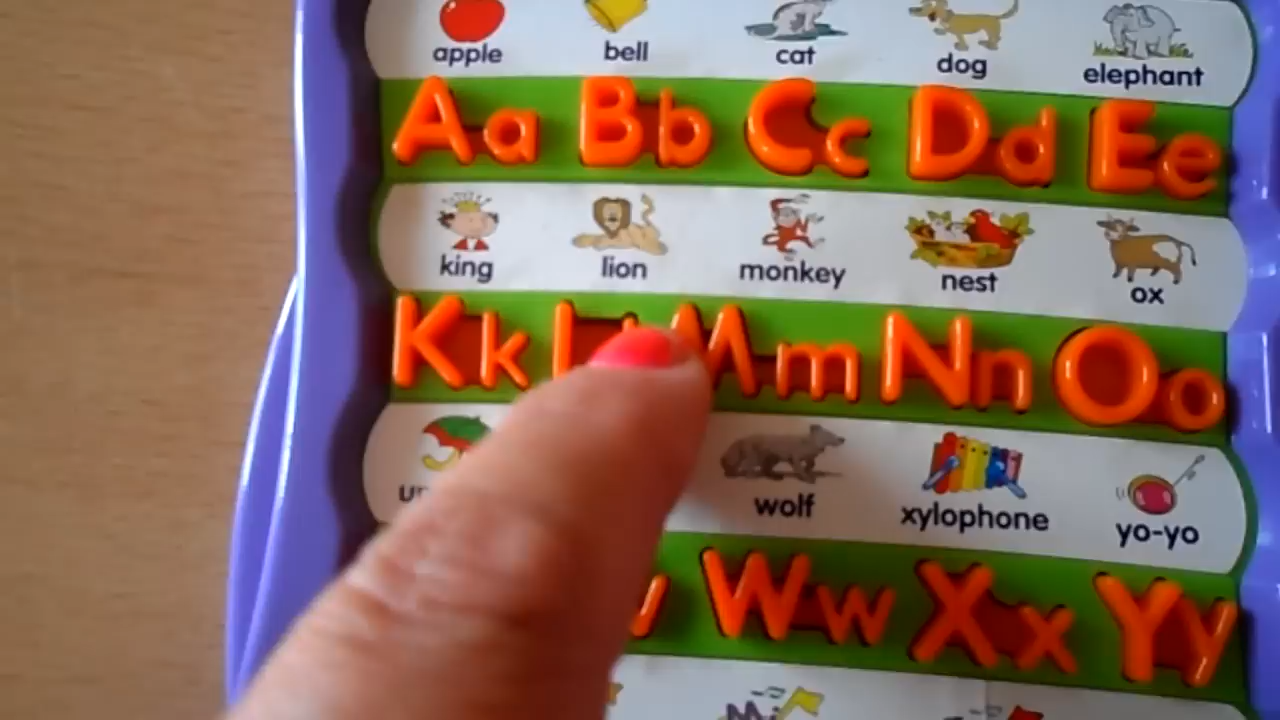 apple bell cat dog elephant
Aa Bb Cc Dd Ee
king lion monkey nest ox
Kk L Mm Nn Oo
wolf xylophone yo-yo
Ww Xx Yy